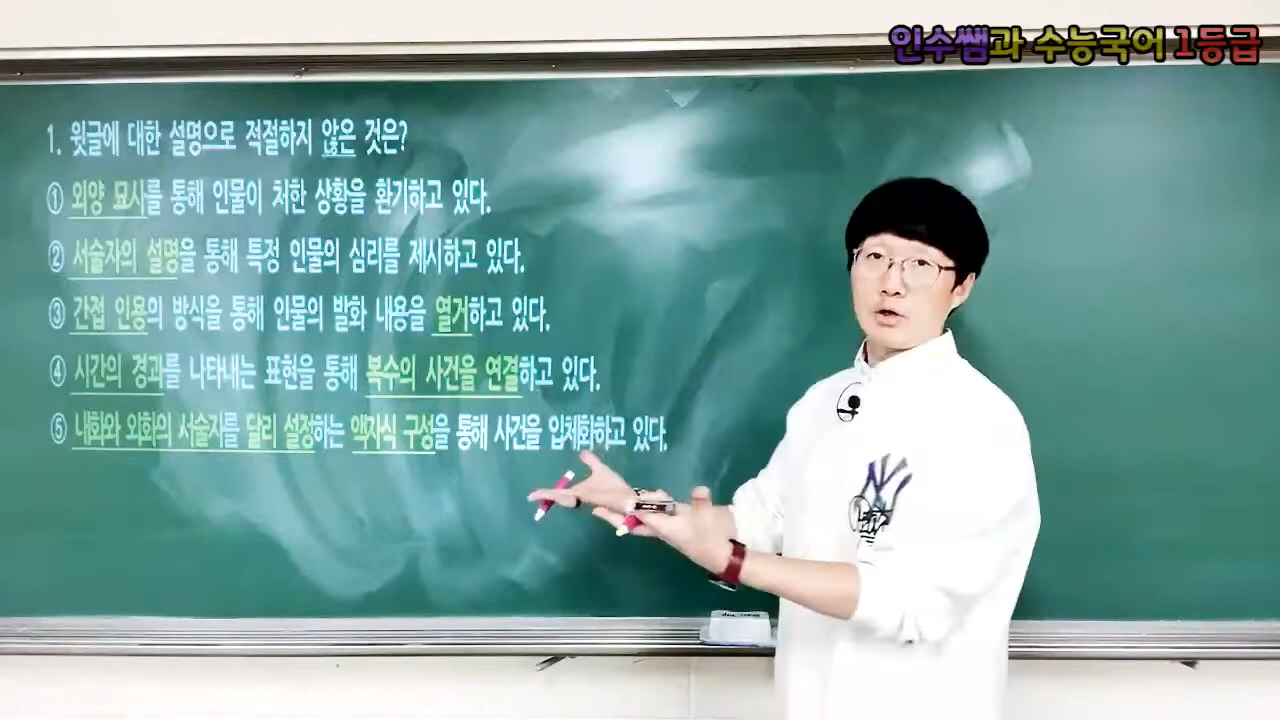 인수쌤과 수능국어 1등급
1. 윗글에 대한 설명으로 적절하지 않은 것은?
① 외양 묘사를 통해 인물이 처한 상황을 환기하고 있다.
② 서술자의 설명을 통해 특정 인물의 심리를 제시하고 있다.
③ 간접 인용의 방식을 통해 인물의 발화 내용을 열거하고 있다.
④ 시간의 경과를 나타내는 표현을 통해 복수의 사건을 연결하고 있다.
⑤ 내화와 외화의 서술자를 달리 설정하는 액자식 구성을 통해 사건을 입체화하고 있다.
NY